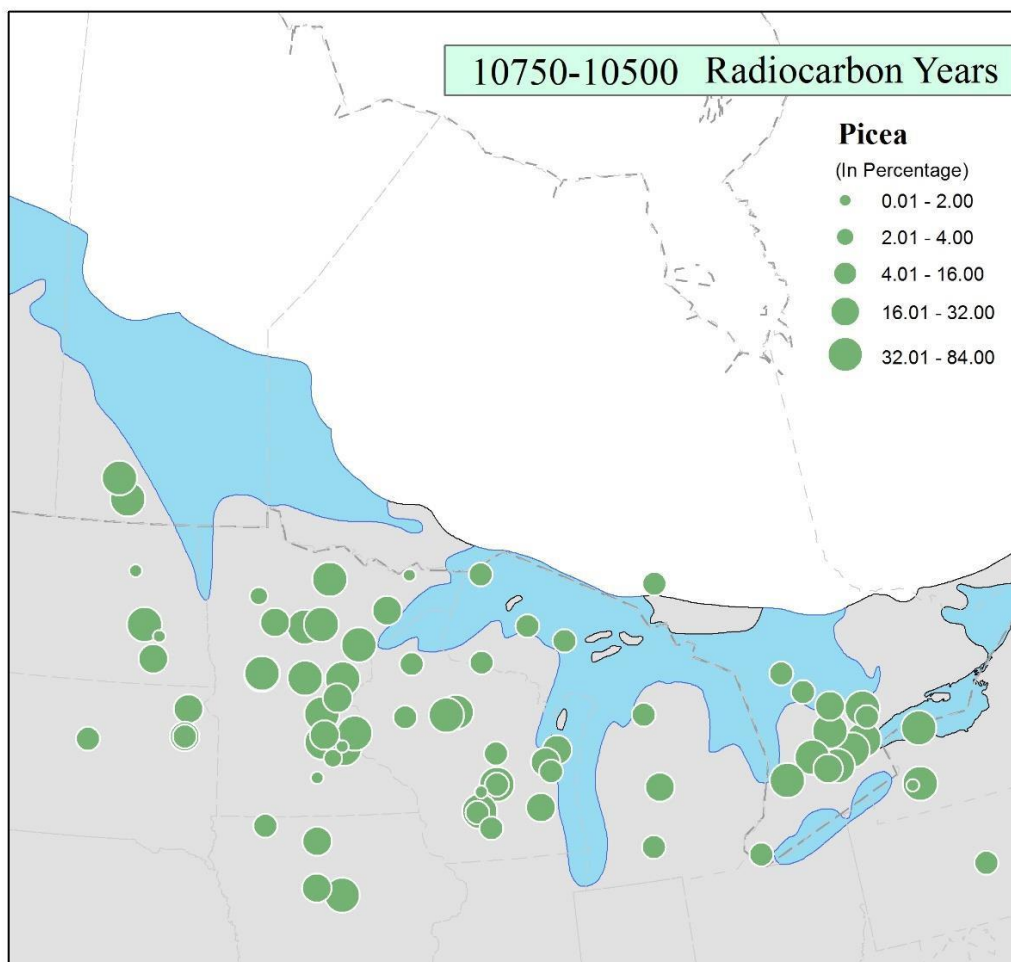 10750-10500 Radiocarbon Years
Picea
(In Percentage)
0.01 - 2.00
2.01 - 4.00
4.01 - 16.00
16.01 - 32.00
32.01 - 84.00